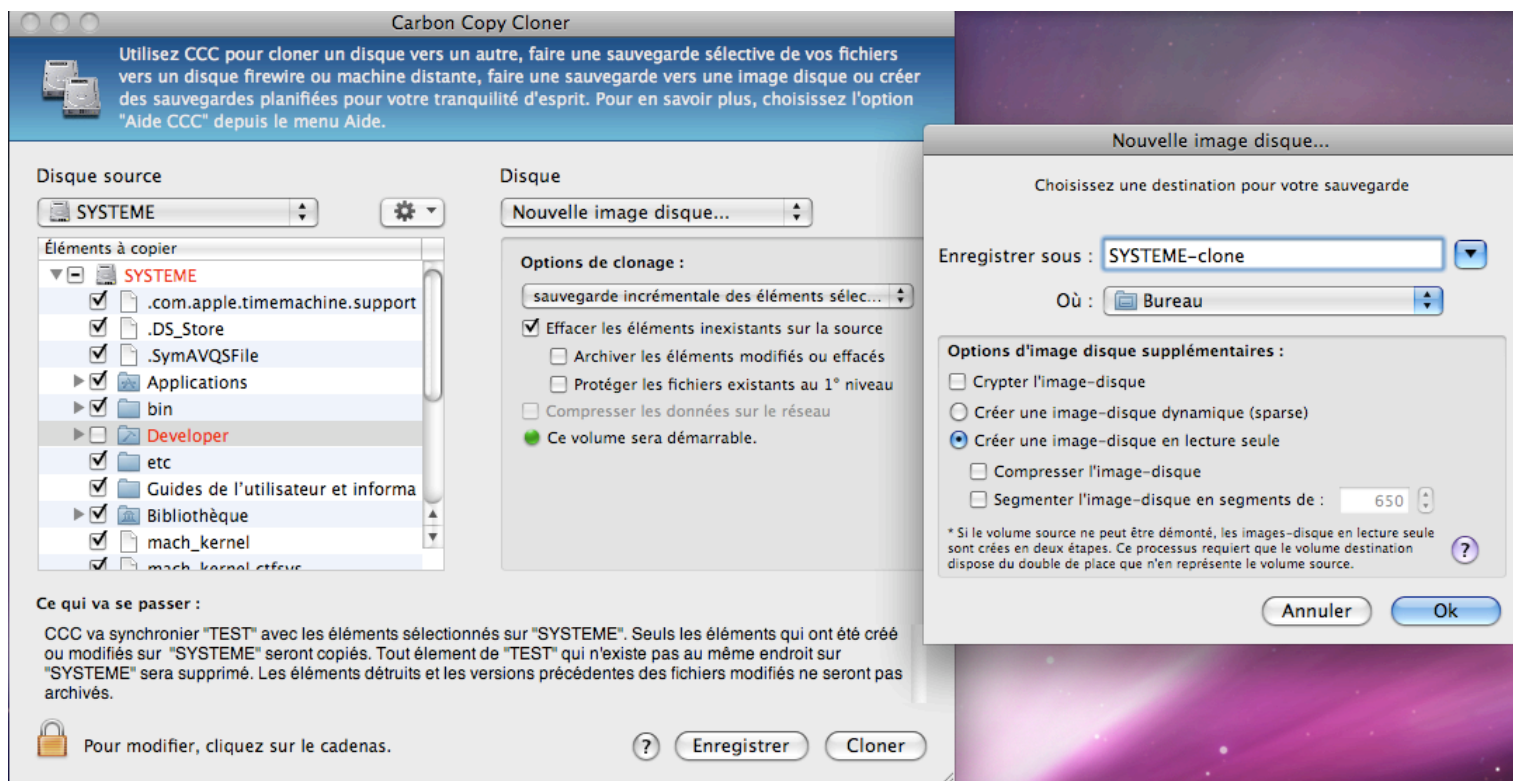 Carbon Copy Cloner
Utilisez CCC pour cloner un disque vers un autre, faire une sauvegarde sélective de vos fichiers
vers un disque firewire ou machine distante, faire une sauvegarde vers une image disque ou créer
des sauvegardes planifiées pour votre tranquilité d'esprit. Pour en savoir plus, choisissez l'option
"Aide CCC" depuis le menu Aide.
Disque source
SYSTEME
Éléments à copier
SYSTEME
.com.apple.timemachine.support
.DS_Store
.SymAVQSFile
Applications
bin
Developer
etc
Guides de l'utilisateur et informa
Bibliothèque
mach_kernel
mach_kernel.ctfsys
Disque
Nouvelle image disque...
Options de clonage :
sauvegarde incrémentale des éléments sélec...
Effacer les éléments inexistants sur la source
Archiver les éléments modifiés ou effacés
Protéger les fichiers existants au 1° niveau
Compresser les données sur le réseau
Ce volume sera démarrable.
Ce qui va se passer :
CCC va synchronier "TEST" avec les éléments sélectionnés sur "SYSTEME". Seuls les éléments qui ont été créé
ou modifiés sur "SYSTEME" seront copiés. Tout élement de "TEST" qui n'existe pas au même endroit sur
"SYSTEME" sera supprimé. Les éléments détruits et les versions précédentes des fichiers modifiés ne seront pas
archivés.
Pour modifier, cliquez sur le cadenas.
?
Enregistrer
Cloner
Nouvelle image disque...
Choisissez une destination pour votre sauvegarde
Enregistrer sous : SYSTEME-clone
Où : Bureau
Options d'image disque supplémentaires :
Crypter l'image-disque
Créer une image-disque dynamique (sparse)
Créer une image-disque en lecture seule
Compresser l'image-disque
Segmenter l'image-disque en segments de : 650
* Si le volume source ne peut être démonté, les images-disque en lecture seule
sont crées en deux étapes. Ce processus requiert que le volume destination
dispose du double de place que n'en représente le volume source.
?
Annuler
Ok